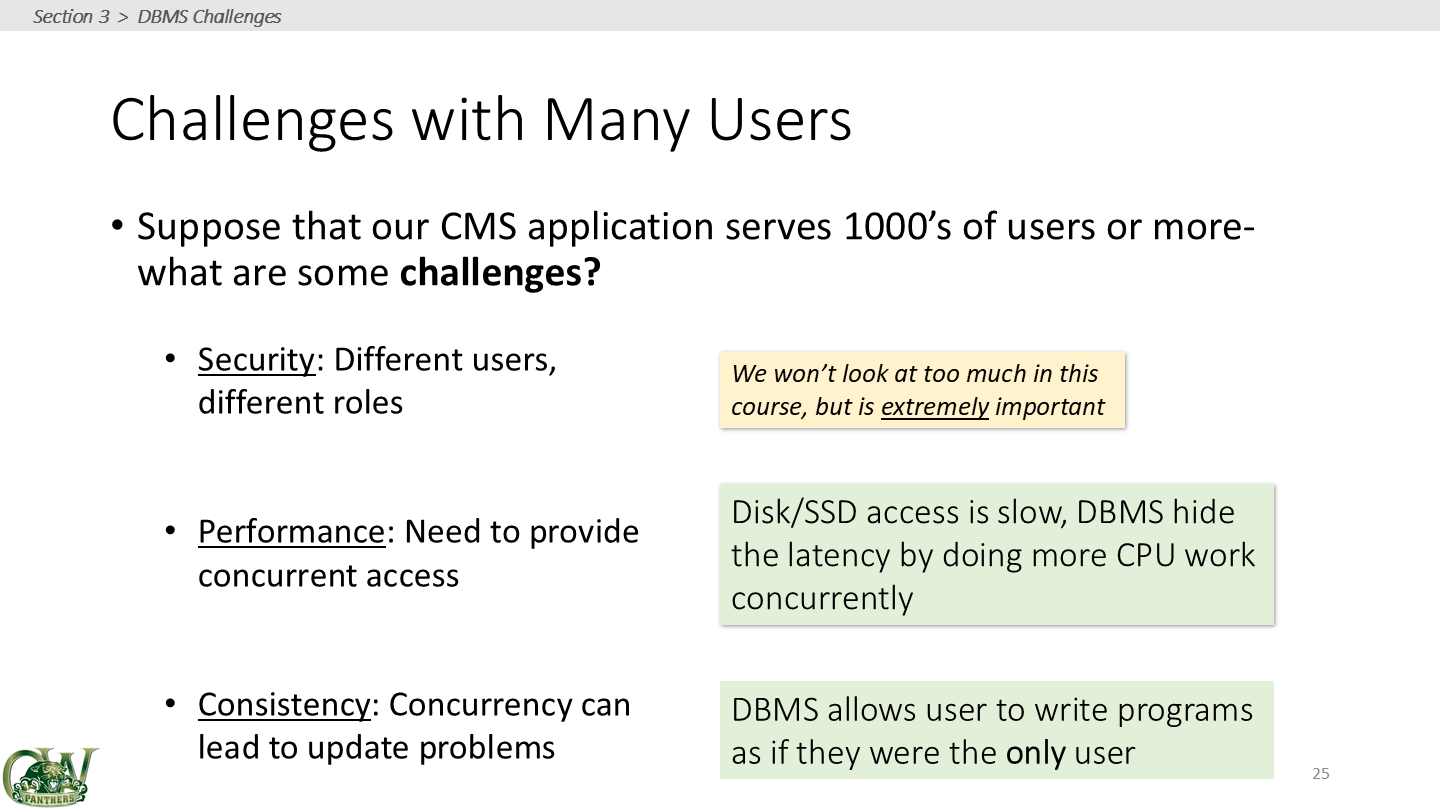 Section 3 > DBMS Challenges
Challenges with Many Users
• Suppose that our CMS application serves 1000’s of users or more-
what are some challenges?
• Security: Different users,
different roles
We won’t look at too much in this
course, but is extremely important
• Performance: Need to provide
concurrent access
Disk/SSD access is slow, DBMS hide
the latency by doing more CPU work
concurrently
• Consistency: Concurrency can
lead to update problems
DBMS allows user to write programs
as if they were the only user
CW
PANTHERS
25